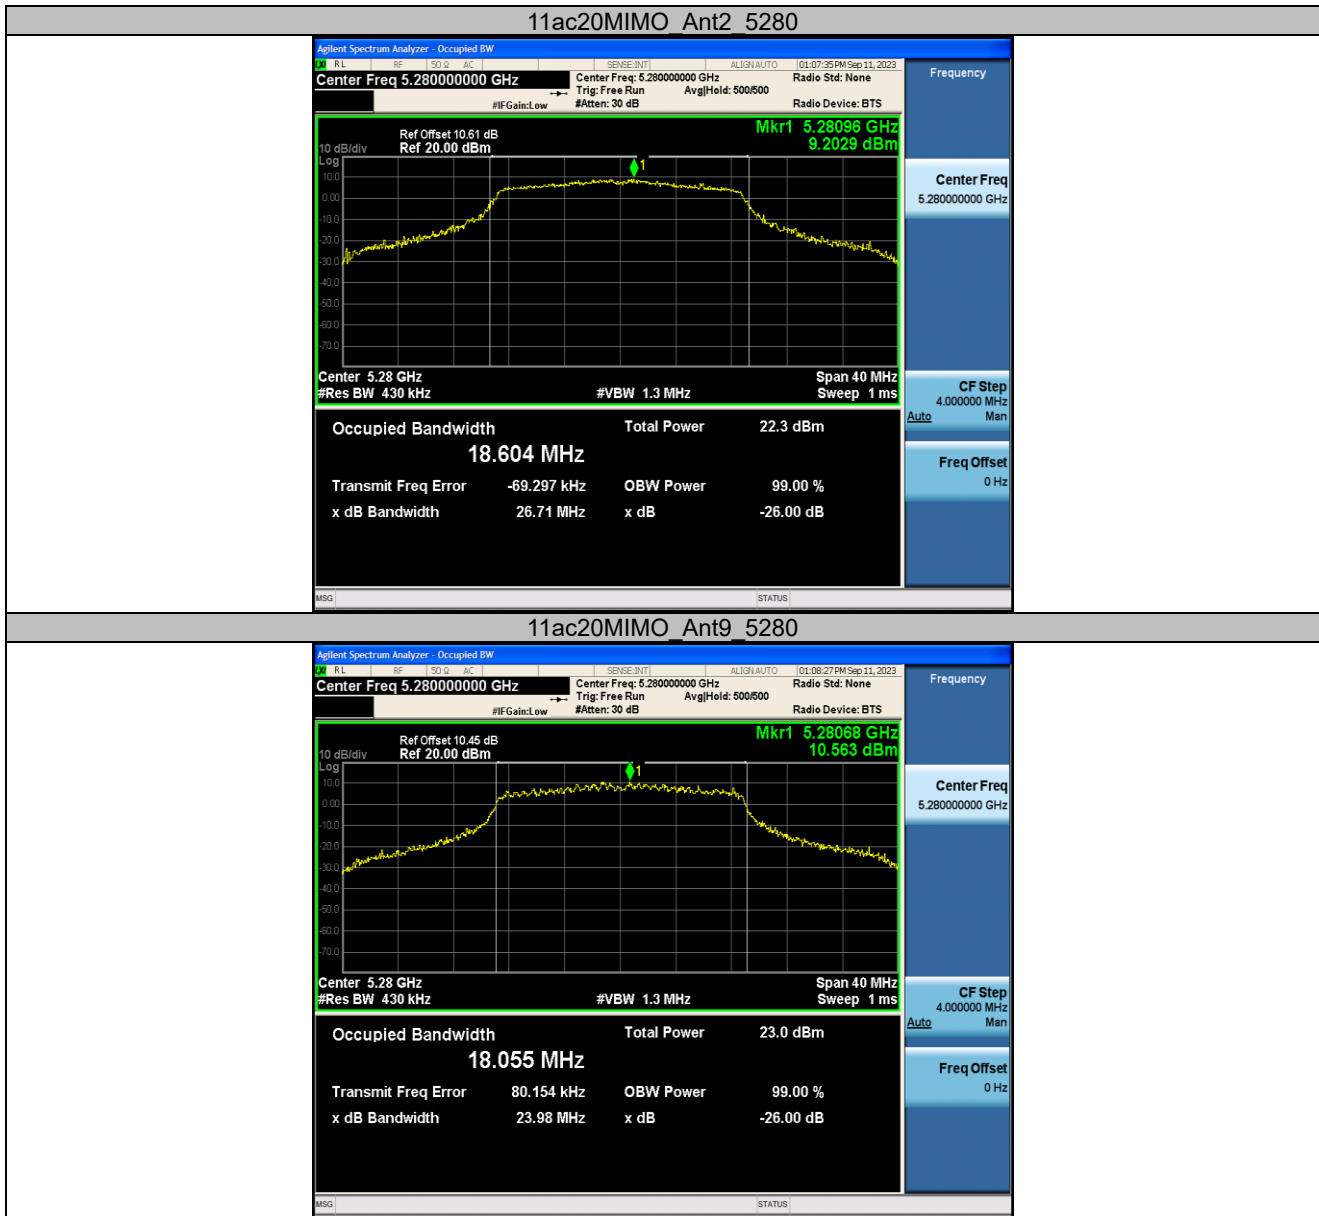 11ac20MIMO_Ant2_5280
Agilent Spectrum Analyzer - Occupied BW
RL RF 50 Ω AC SENSE:INT ALIGN AUTO 01:07:35 PM Sep 11, 2023
Center Freq 5.280000000 GHz
Center Freq: 5.280000000 GHz Radio Std: None
Trig: Free Run Avg|Hold: 500/500
#IFGain:Low #Atten: 30 dB Radio Device: BTS
Frequency
Mkr1 5.28096 GHz
9.2029 dBm
Ref Offset 10.61 dB
10 dB/div Ref 20.00 dBm
Log
1
10.0
0.00
-10.0
-20.0
-30.0
-40.0
-50.0
-60.0
-70.0
Center 5.28 GHz Span 40 MHz
#Res BW 430 kHz #VBW 1.3 MHz Sweep 1 ms
Center Freq
5.280000000 GHz
CF Step
4.000000 MHz
Auto Man
Freq Offset
0 Hz
Occupied Bandwidth Total Power 22.3 dBm
18.604 MHz
Transmit Freq Error -69.297 kHz OBW Power 99.00 %
x dB Bandwidth 26.71 MHz x dB -26.00 dB
MSG STATUS
11ac20MIMO_Ant9_5280
Agilent Spectrum Analyzer - Occupied BW
RL RF 50 Ω AC SENSE:INT ALIGN AUTO 01:08:27 PM Sep 11, 2023
Center Freq 5.280000000 GHz
Center Freq: 5.280000000 GHz Radio Std: None
Trig: Free Run Avg|Hold: 500/500
#IFGain:Low #Atten: 30 dB Radio Device: BTS
Frequency
Mkr1 5.28068 GHz
10.563 dBm
Ref Offset 10.45 dB
10 dB/div Ref 20.00 dBm
Log
1
10.0
0.00
-10.0
-20.0
-30.0
-40.0
-50.0
-60.0
-70.0
Center 5.28 GHz Span 40 MHz
#Res BW 430 kHz #VBW 1.3 MHz Sweep 1 ms
Center Freq
5.280000000 GHz
CF Step
4.000000 MHz
Auto Man
Freq Offset
0 Hz
Occupied Bandwidth Total Power 23.0 dBm
18.055 MHz
Transmit Freq Error 80.154 kHz OBW Power 99.00 %
x dB Bandwidth 23.98 MHz x dB -26.00 dB
MSG STATUS